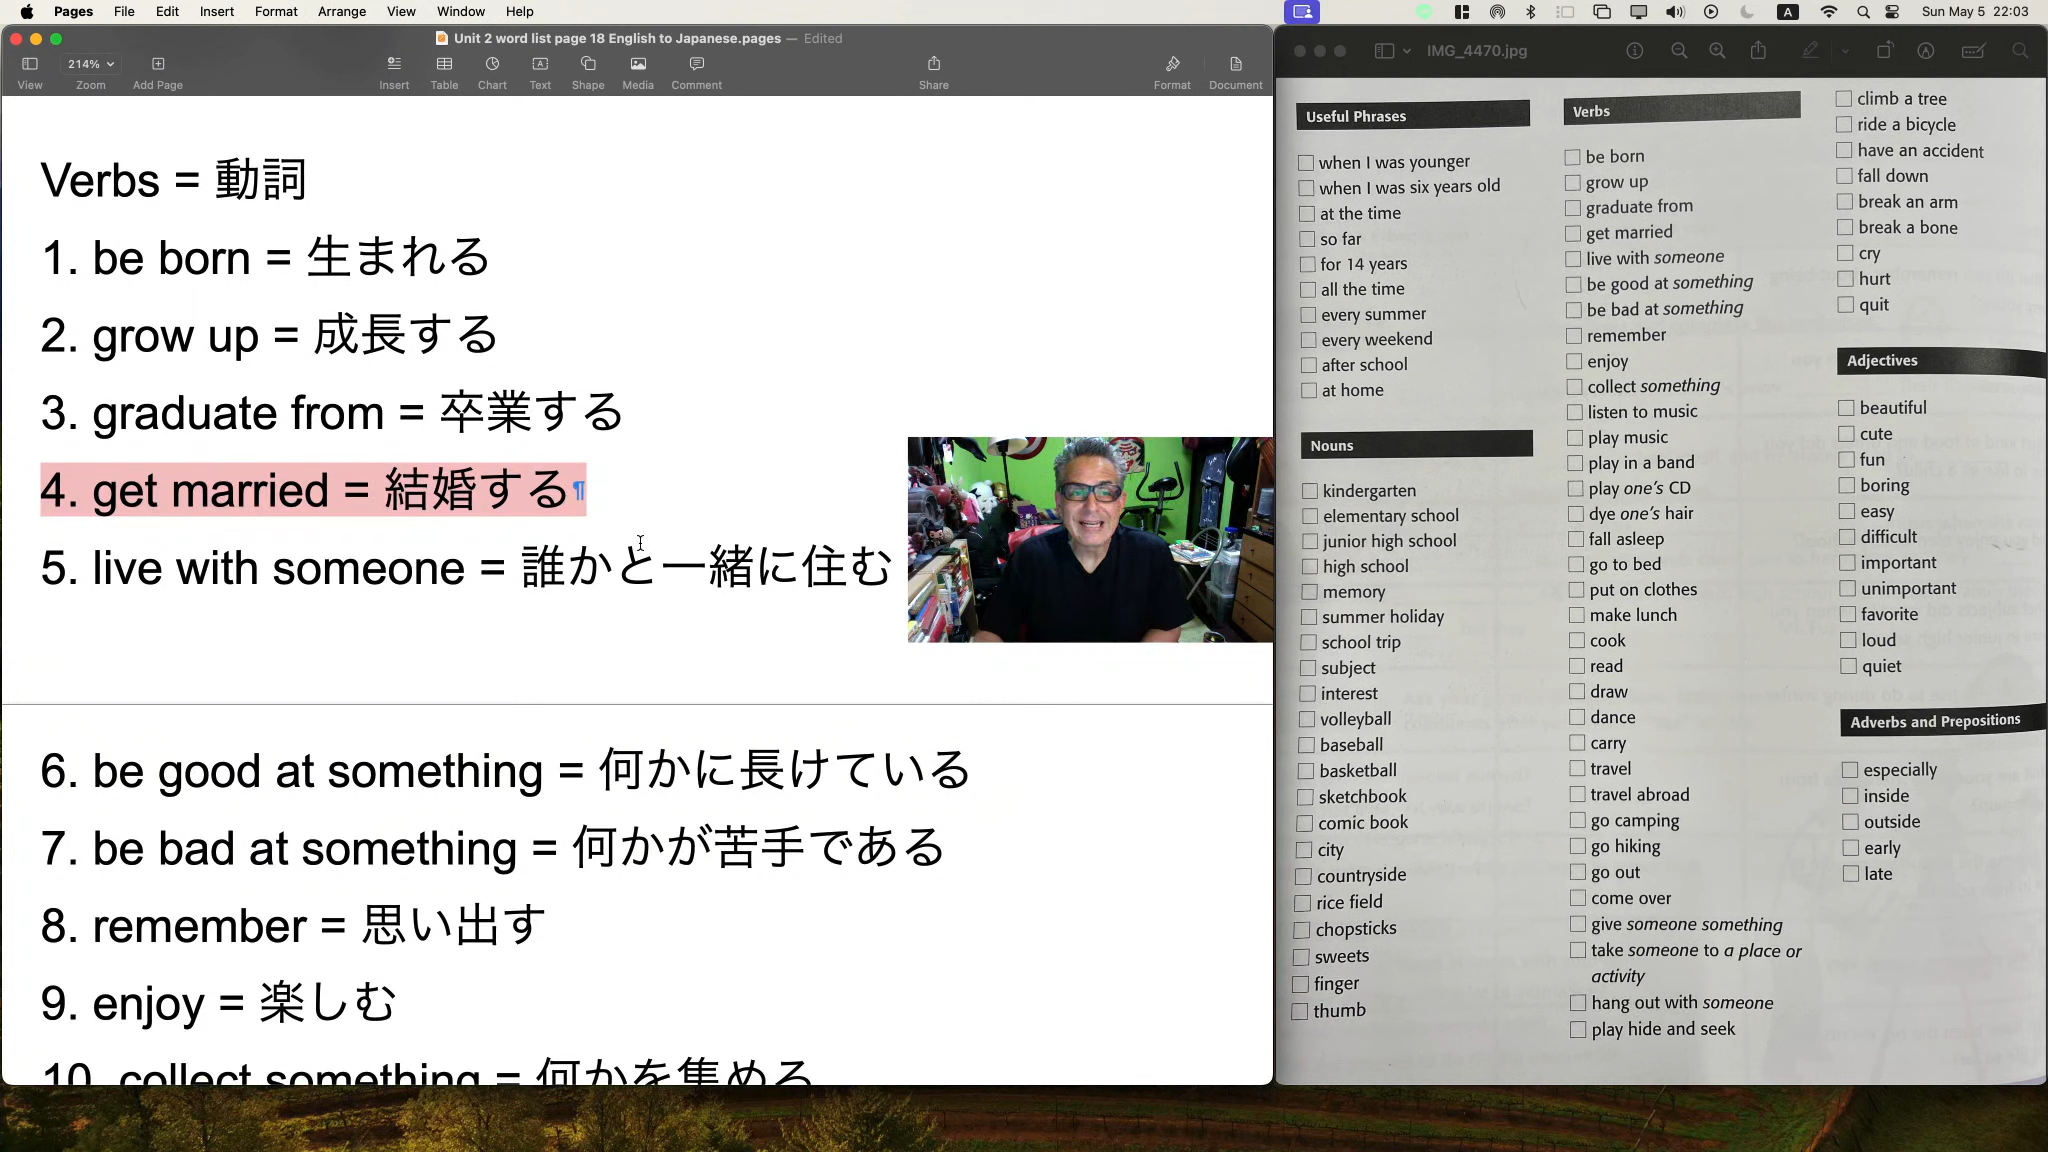 Pages File Edit Insert Format Arrange View Window Help
A
Sun May 5 22:03
Unit 2 word list page 18 English to Japanese.pages — Edited
214%
View Zoom Add Page Insert Table Chart Text Shape Media Comment Share Format Document
Verbs = 動詞
1. be born = 生まれる
2. grow up = 成長する
3. graduate from = 卒業する
4. get married = 結婚する¶
5. live with someone = 誰かと一緒に住む
6. be good at something = 何かに長けている
7. be bad at something = 何かが苦手である
8. remember = 思い出す
9. enjoy = 楽しむ
10. collect something = 何かを集める
IMG_4470.jpg
Useful Phrases
when I was younger
when I was six years old
at the time
so far
for 14 years
all the time
every summer
every weekend
after school
at home
Nouns
kindergarten
elementary school
junior high school
high school
memory
summer holiday
school trip
subject
interest
volleyball
baseball
basketball
sketchbook
comic book
city
countryside
rice field
chopsticks
sweets
finger
thumb
Verbs
be born
grow up
graduate from
get married
live with someone
be good at something
be bad at something
remember
enjoy
collect something
listen to music
play music
play in a band
play one's CD
dye one's hair
fall asleep
go to bed
put on clothes
make lunch
cook
read
draw
dance
carry
travel
travel abroad
go camping
go hiking
go out
come over
give someone something
take someone to a place or
activity
hang out with someone
play hide and seek
climb a tree
ride a bicycle
have an accident
fall down
break an arm
break a bone
cry
hurt
quit
Adjectives
beautiful
cute
fun
boring
easy
difficult
important
unimportant
favorite
loud
quiet
Adverbs and Prepositions
especially
inside
outside
early
late